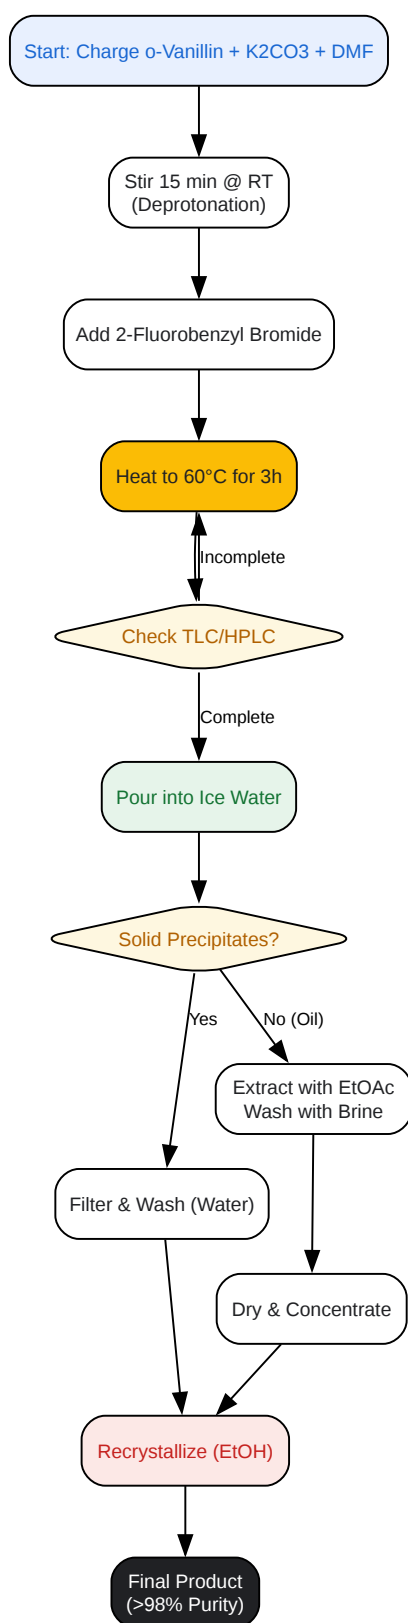 Start: Charge o-Vanillin + K2CO3 + DMF
Stir 15 min @ RT
(Deprotonation)
Add 2-Fluorobenzyl Bromide
Heat to 60°C for 3h
Incomplete
Check TLC/HPLC
Complete
Pour into Ice Water
Solid Precipitates?
Yes
No (Oil)
Extract with EtOAc
Wash with Brine
Filter & Wash (Water)
Dry & Concentrate
Recrystallize (EtOH)
Final Product
(>98% Purity)